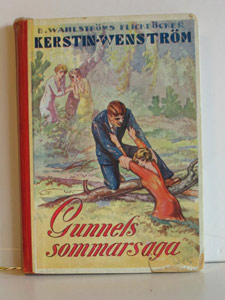 B. WAHLSTRÖMS FLICKBÖCKER
KERSTIN WENSTRÖM
Gunnels
sommarsaga